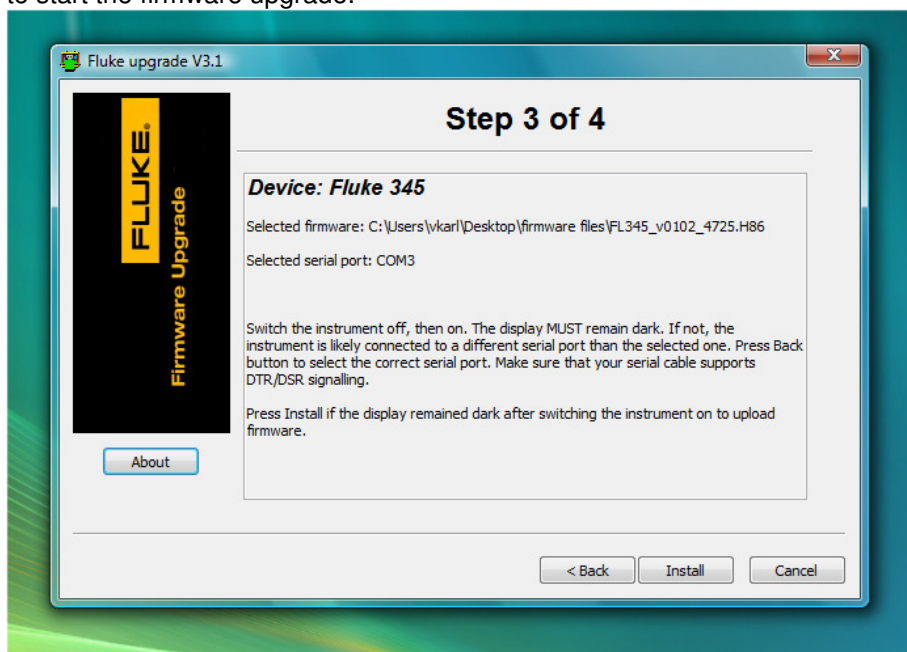 to start the firmware upgrade.
Fluke upgrade V3.1
FLUKE®
Firmware Upgrade
Step 3 of 4
Device: Fluke 345
Selected firmware: C:\Users\vkarl\Desktop\firmware files\FL345_v0102_4725.H86
Selected serial port: COM3
Switch the instrument off, then on. The display MUST remain dark. If not, the
instrument is likely connected to a different serial port than the selected one. Press Back
button to select the correct serial port. Make sure that your serial cable supports
DTR/DSR signalling.
Press Install if the display remained dark after switching the instrument on to upload
firmware.
About
< Back Install Cancel